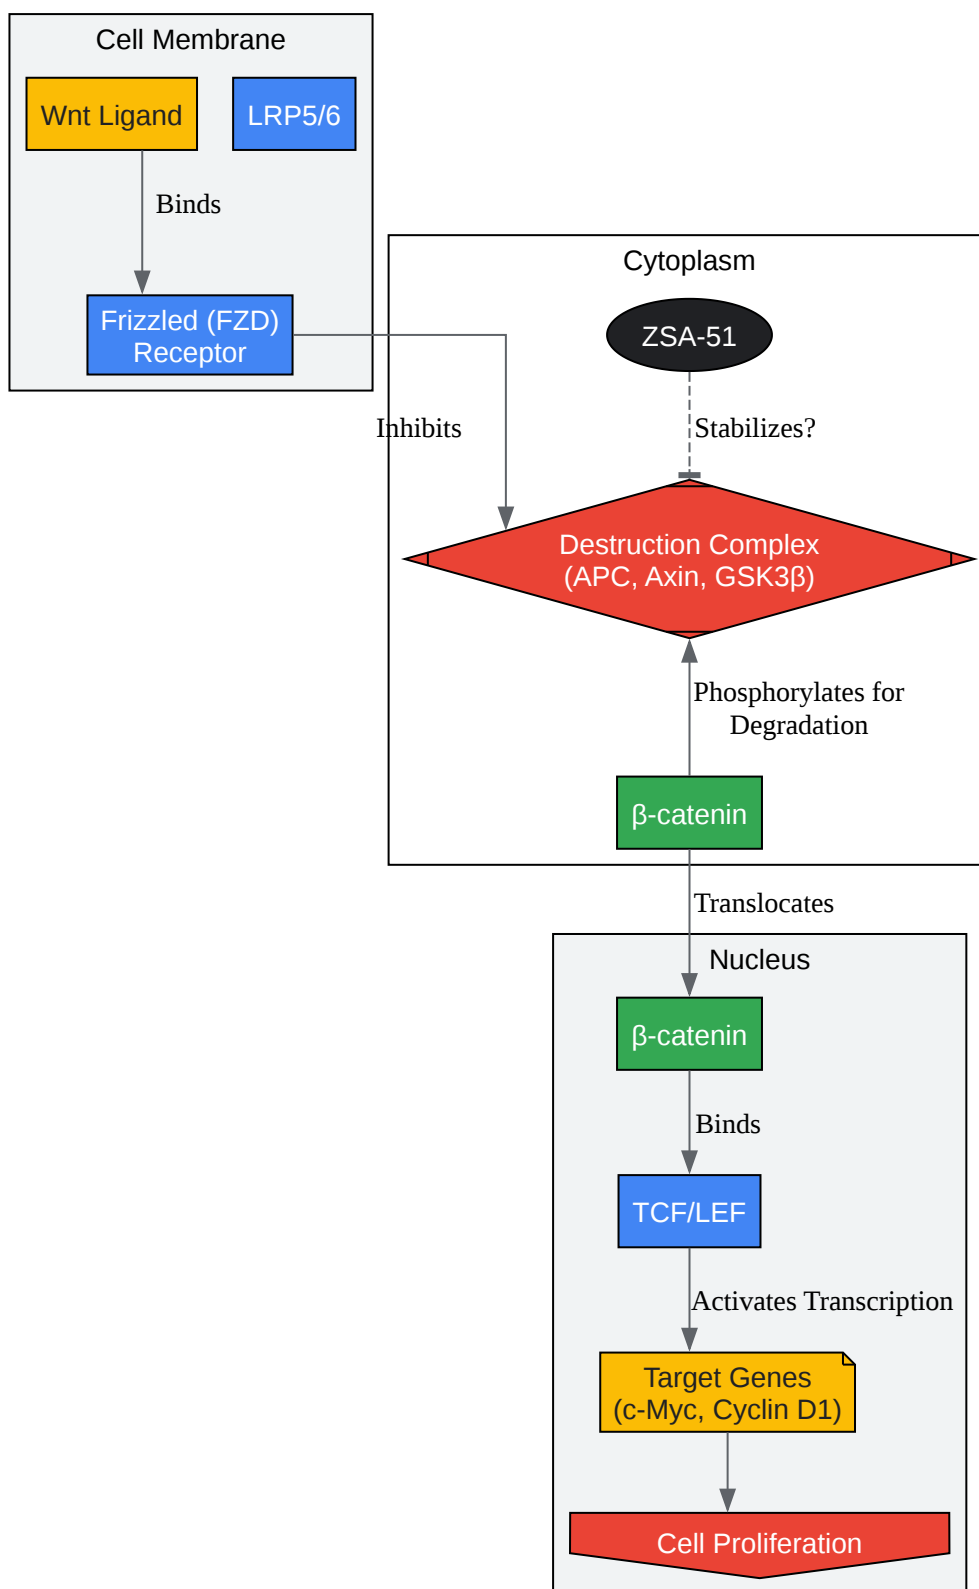 Cell Membrane
Wnt Ligand
LRP5/6
Binds
Frizzled (FZD)
Receptor
Cytoplasm
ZSA-51
Inhibits
Stabilizes?
Destruction Complex
(APC, Axin, GSK3β)
Phosphorylates for
Degradation
β-catenin
Translocates
Nucleus
β-catenin
Binds
TCF/LEF
Activates Transcription
Target Genes
(c-Myc, Cyclin D1)
Cell Proliferation